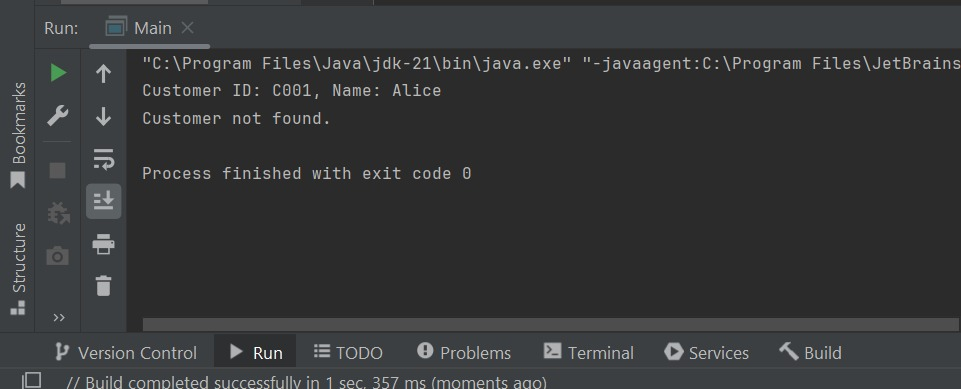 Run: Main
"C:\Program Files\Java\jdk-21\bin\java.exe" "-javaagent:C:\Program Files\JetBrains
Customer ID: C001, Name: Alice
Customer not found.
Process finished with exit code 0
Bookmarks
Structure
Version Control Run TODO Problems Terminal Services Build
// Build completed successfully in 1 sec, 357 ms (moments ago)